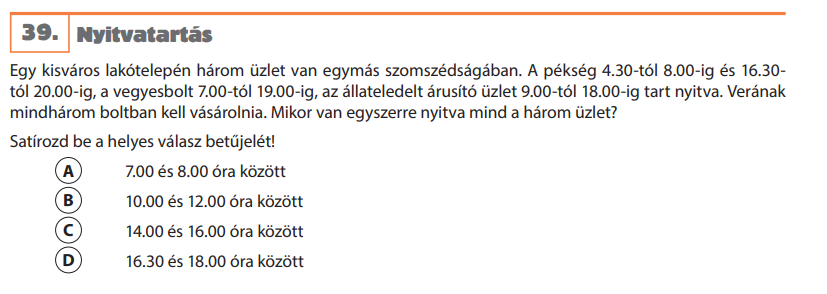 39. Nyitvatartás
Egy kisváros lakótelepén három üzlet van egymás szomszédságában. A pékség 4.30-tól 8.00-ig és 16.30-
tól 20.00-ig, a vegyesbolt 7.00-tól 19.00-ig, az állateledelt árusító üzlet 9.00-tól 18.00-ig tart nyitva. Verának
mindhárom boltban kell vásárolnia. Mikor van egyszerre nyitva mind a három üzlet?
Satírozd be a helyes válasz betűjelét!
A 7.00 és 8.00 óra között
B 10.00 és 12.00 óra között
C 14.00 és 16.00 óra között
D 16.30 és 18.00 óra között